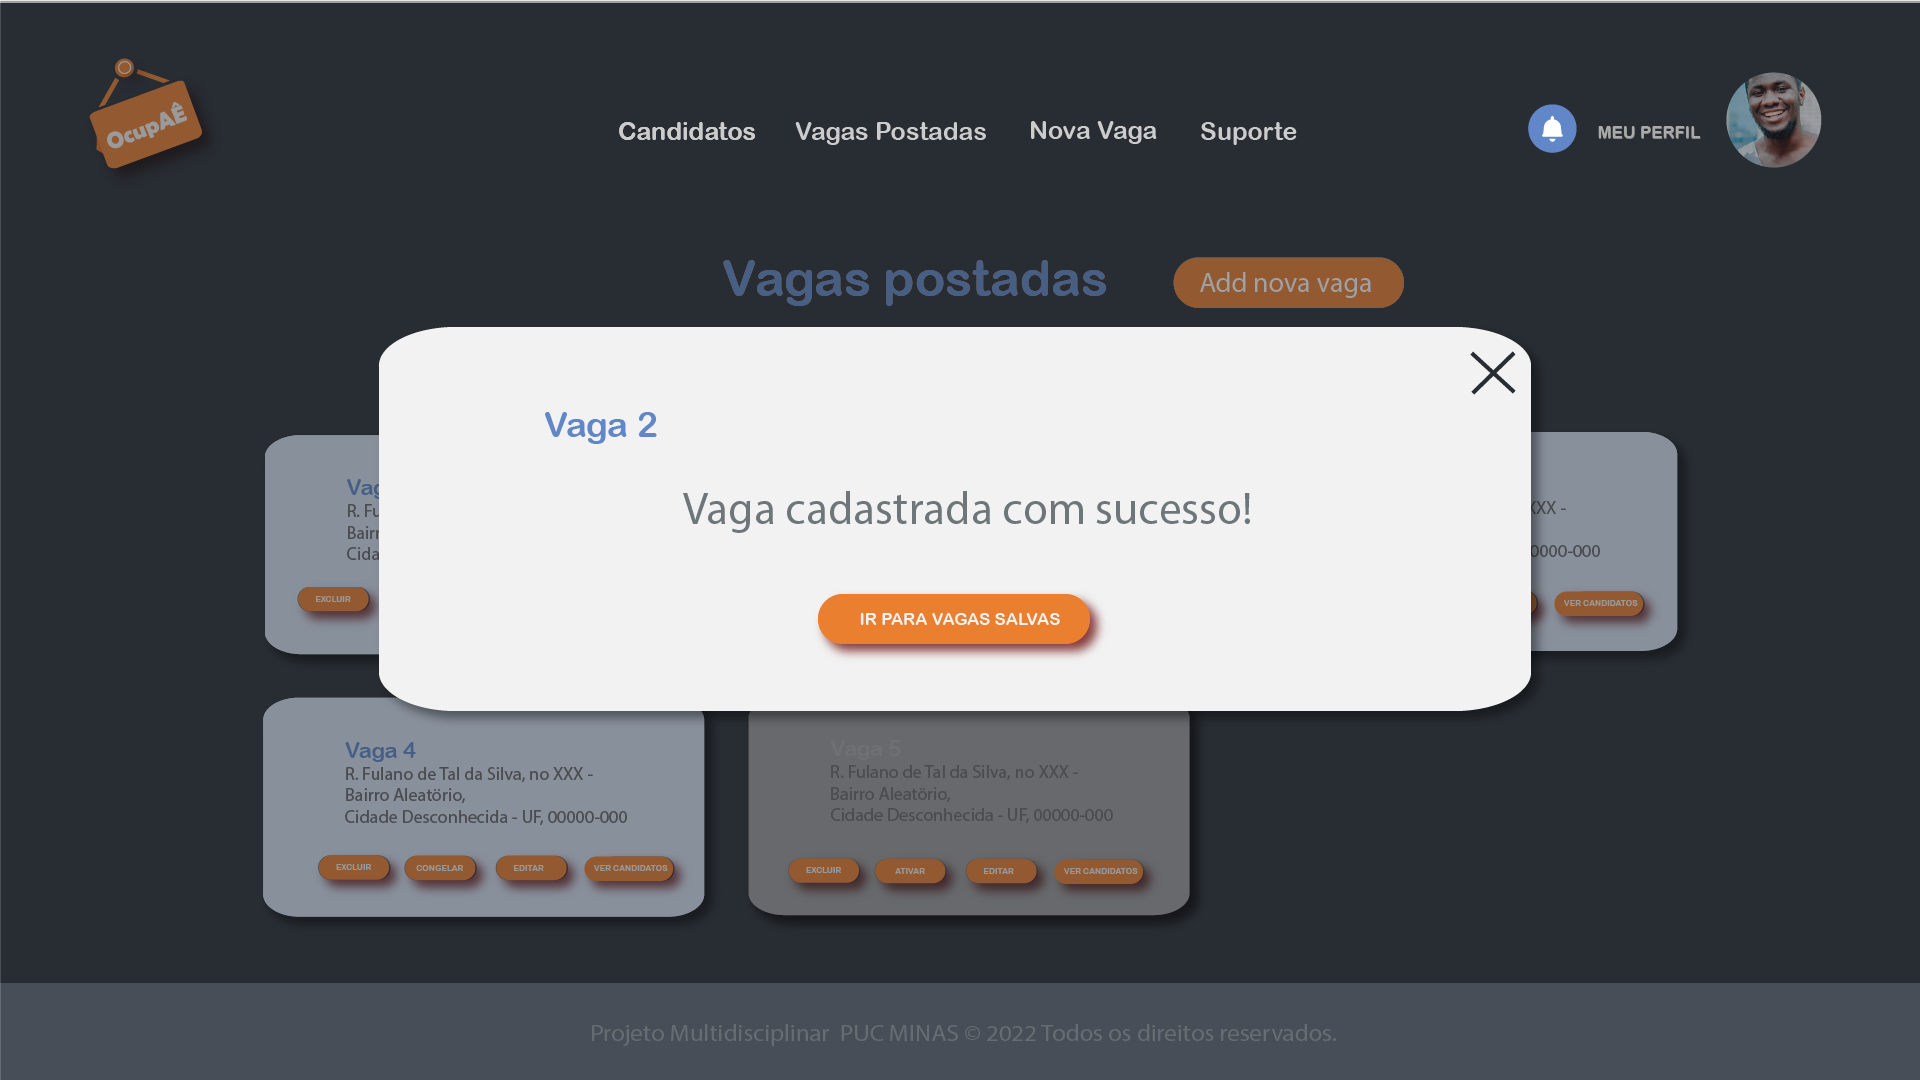 OcupAÊ
Candidatos
Vagas Postadas
Nova Vaga
Suporte
MEU PERFIL
Vagas postadas
Add nova vaga
Vaga 2
Vaga cadastrada com sucesso!
IR PARA VAGAS SALVAS
R. Fu
Bairr
Cida
EXCLUIR
XXX -
0000-000
VER CANDIDATOS
Vaga 4
R. Fulano de Tal da Silva, no XXX -
Bairro Aleatörio,
Cidade Desconhecida - UF, 00000-000
EXCLUIR
CONGELAR
EDITAR
VER CANDIDATOS
Vaga 5
R. Fulano de Tal da Silva, no XXX -
Bairro Aleatörio,
Cidade Desconhecida - UF, 00000-000
EXCLUIR
ATIVAR
EDITAR
VER CANDIDATOS
Projeto Multidisciplinar PUC MINAS © 2022 Todos os direitos reservados.